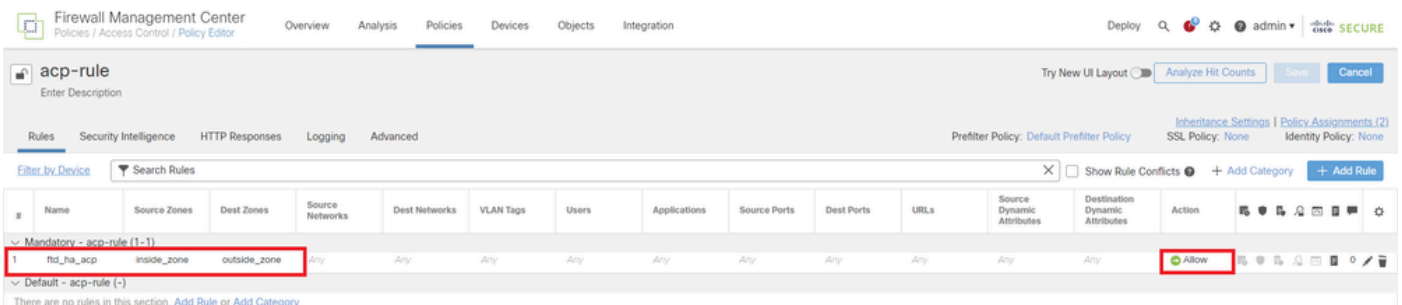 Firewall Management Center
Policies / Access Control / Policy Editor
Overview Analysis Policies Devices Objects Integration Deploy admin cisco SECURE
acp-rule
Enter Description
Try New UI Layout Analyze Hit Counts Save Cancel
Inheritance Settings | Policy Assignments (2)
Rules Security Intelligence HTTP Responses Logging Advanced Prefilter Policy: Default Prefilter Policy SSL Policy: None Identity Policy: None
Filter by Device Search Rules Show Rule Conflicts + Add Category + Add Rule
# Name Source Zones Dest Zones Source Networks Dest Networks VLAN Tags Users Applications Source Ports Dest Ports URLs Source Dynamic Attributes Destination Dynamic Attributes Action
Mandatory - acp-rule (1-1)
1 ftd_ha_acp inside_zone outside_zone Any Any Any Any Any Any Any Any Any Any Allow 0
Default - acp-rule (-)
There are no rules in this section. Add Rule or Add Category